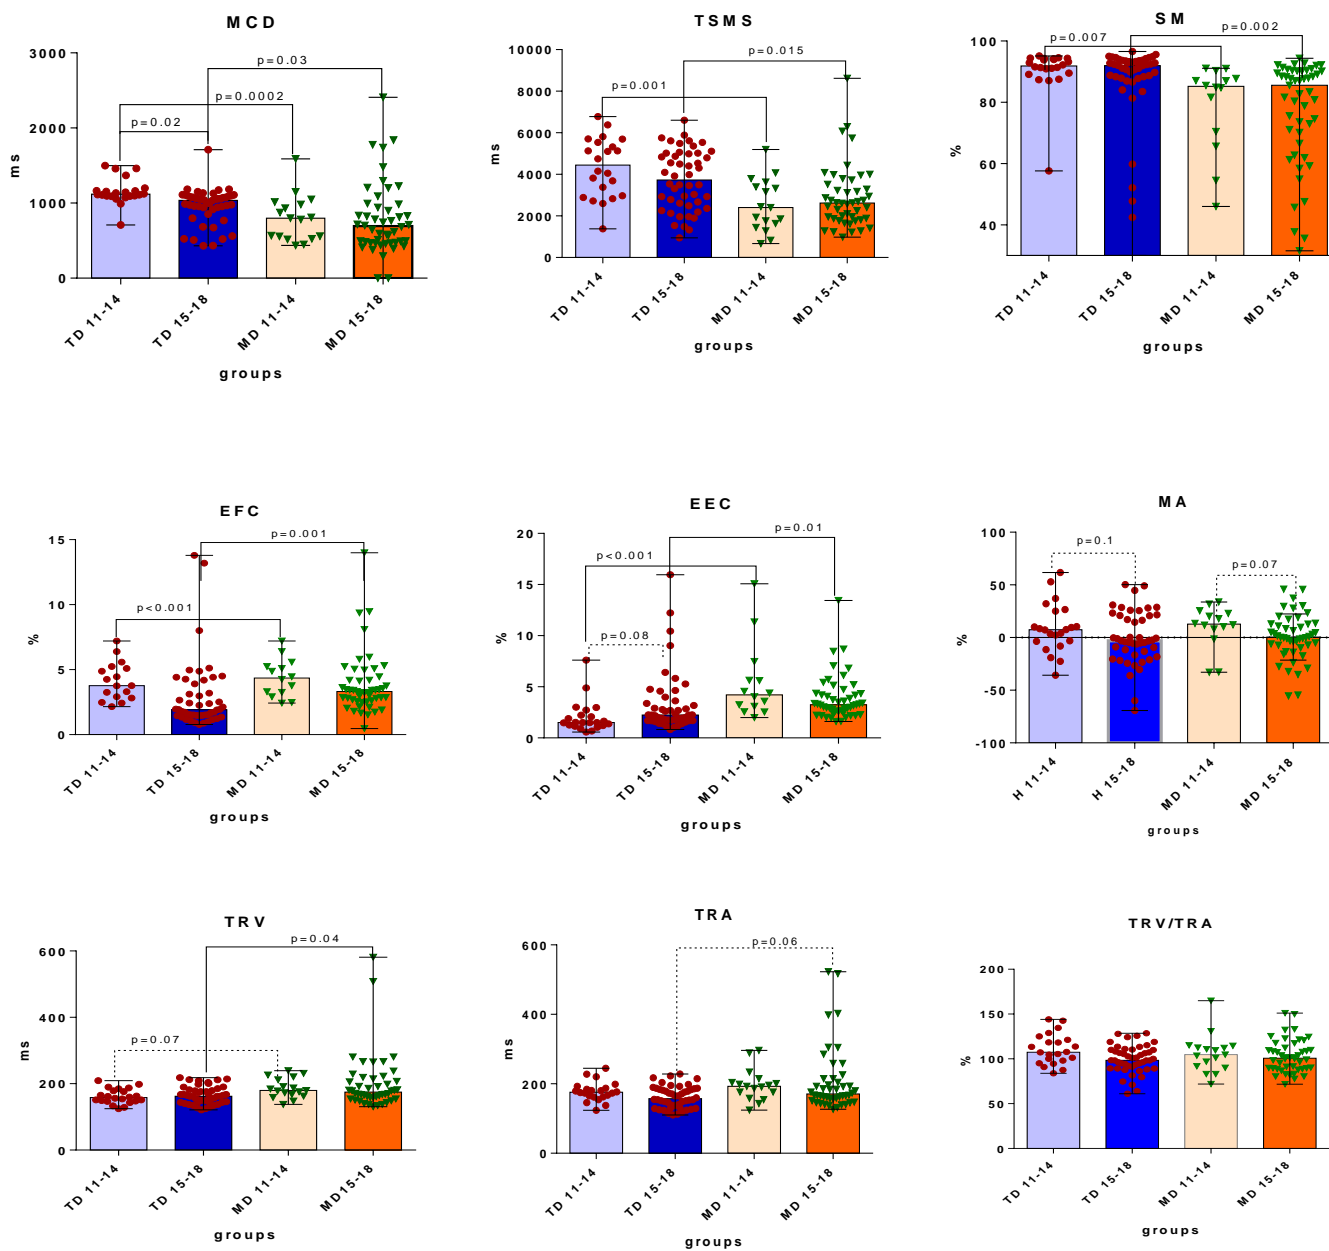 MCD
3000
2000
1000
0
ms
p=0.03
p=0.0002
p=0.02
TD 11-14
TD 15-18
MD 11-14
MD 15-18
groups
TSMS
10000
8000
6000
4000
2000
0
ms
p=0.015
p=0.001
TD 11-14
TD 15-18
MD 11-14
MD 15-18
groups
SM
100
80
60
40
%
p=0.007
p=0.002
TD 11-14
TD 15-18
MD 11-14
MD 15-18
groups
EFC
15
10
5
0
%
p=0.001
p<0.001
TD 11-14
TD 15-18
MD 11-14
MD 15-18
groups
EEC
20
15
10
5
0
%
p=0.01
p<0.001
p=0.08
TD 11-14
TD 15-18
MD 11-14
MD 15-18
groups
MA
100
50
0
-50
-100
%
p=0.1
p=0.07
H 11-14
H 15-18
MD 11-14
MD 15-18
groups
TRV
600
400
200
0
ms
p=0.04
p=0.07
TD 11-14
TD 15-18
MD 11-14
MD 15-18
groups
TRA
600
400
200
0
ms
p=0.06
TD 11-14
TD 15-18
MD 11-14
MD 15-18
groups
TRV/TRA
200
150
100
50
0
%
TD 11-14
TD 15-18
MD 11-14
MD 15-18
groups